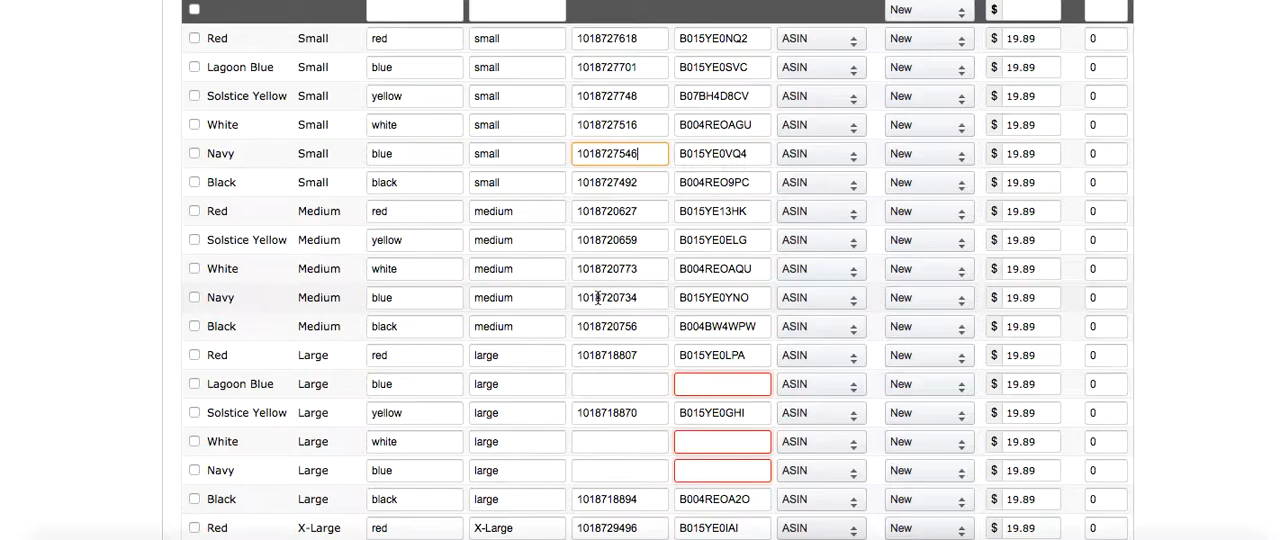 New $
Red Small red small 1018727618 B015YE0NQ2 ASIN New $ 19.89 0
Lagoon Blue Small blue small 1018727701 B015YE0SVC ASIN New $ 19.89 0
Solstice Yellow Small yellow small 1018727748 B07BH4D8CV ASIN New $ 19.89 0
White Small white small 1018727516 B004REOAGU ASIN New $ 19.89 0
Navy Small blue small 1018727546 B015YE0VQ4 ASIN New $ 19.89 0
Black Small black small 1018727492 B004REO9PC ASIN New $ 19.89 0
Red Medium red medium 1018720627 B015YE13HK ASIN New $ 19.89 0
Solstice Yellow Medium yellow medium 1018720659 B015YE0ELG ASIN New $ 19.89 0
White Medium white medium 1018720773 B004REOAQU ASIN New $ 19.89 0
Navy Medium blue medium 1018720734 B015YE0YNO ASIN New $ 19.89 0
Black Medium black medium 1018720756 B004BW4WPW ASIN New $ 19.89 0
Red Large red large 1018718807 B015YE0LPA ASIN New $ 19.89 0
Lagoon Blue Large blue large ASIN New $ 19.89 0
Solstice Yellow Large yellow large 1018718870 B015YE0GHI ASIN New $ 19.89 0
White Large white large ASIN New $ 19.89 0
Navy Large blue large ASIN New $ 19.89 0
Black Large black large 1018718894 B004REOA2O ASIN New $ 19.89 0
Red X-Large red X-Large 1018729496 B015YE0IAI ASIN New $ 19.89 0